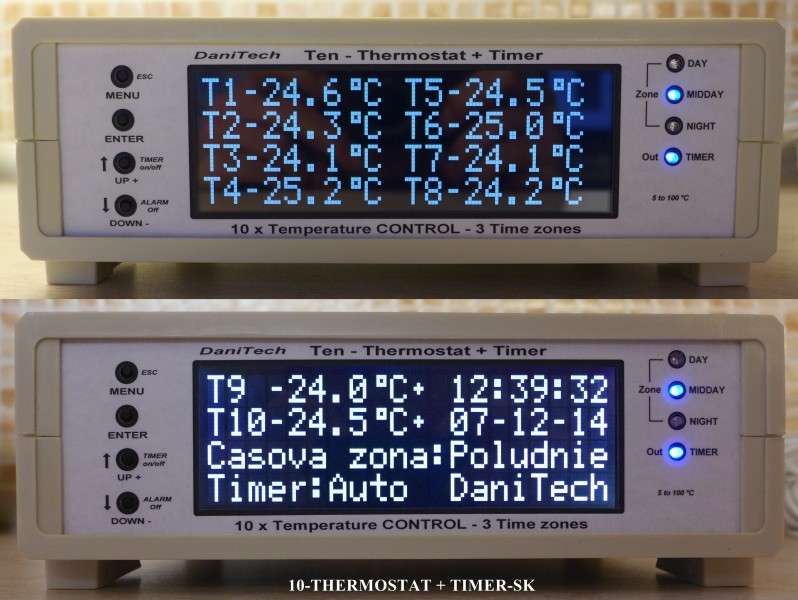 DaniTech Ten - Thermostat + Timer
ESC
MENU
ENTER
↑ TIMER on/off
UP +
↓ ALARM Off
DOWN -
T1-24.6°C T5-24.5°C
T2-24.3°C T6-25.0°C
T3-24.1°C T7-24.1°C
T4-25.2°C T8-24.2°C
DAY
Zone MIDDAY
NIGHT
Out TIMER
5 to 100 °C
10 x Temperature CONTROL - 3 Time zones
DaniTech Ten - Thermostat + Timer
ESC
MENU
ENTER
↑ TIMER on/off
UP +
↓ ALARM Off
DOWN -
T9 -24.0°C+ 12:39:32
T10-24.5°C+ 07-12-14
Casova zona:Poludnie
Timer:Auto DaniTech
DAY
Zone MIDDAY
NIGHT
Out TIMER
5 to 100 °C
10 x Temperature CONTROL - 3 Time zones
10-THERMOSTAT + TIMER-SK